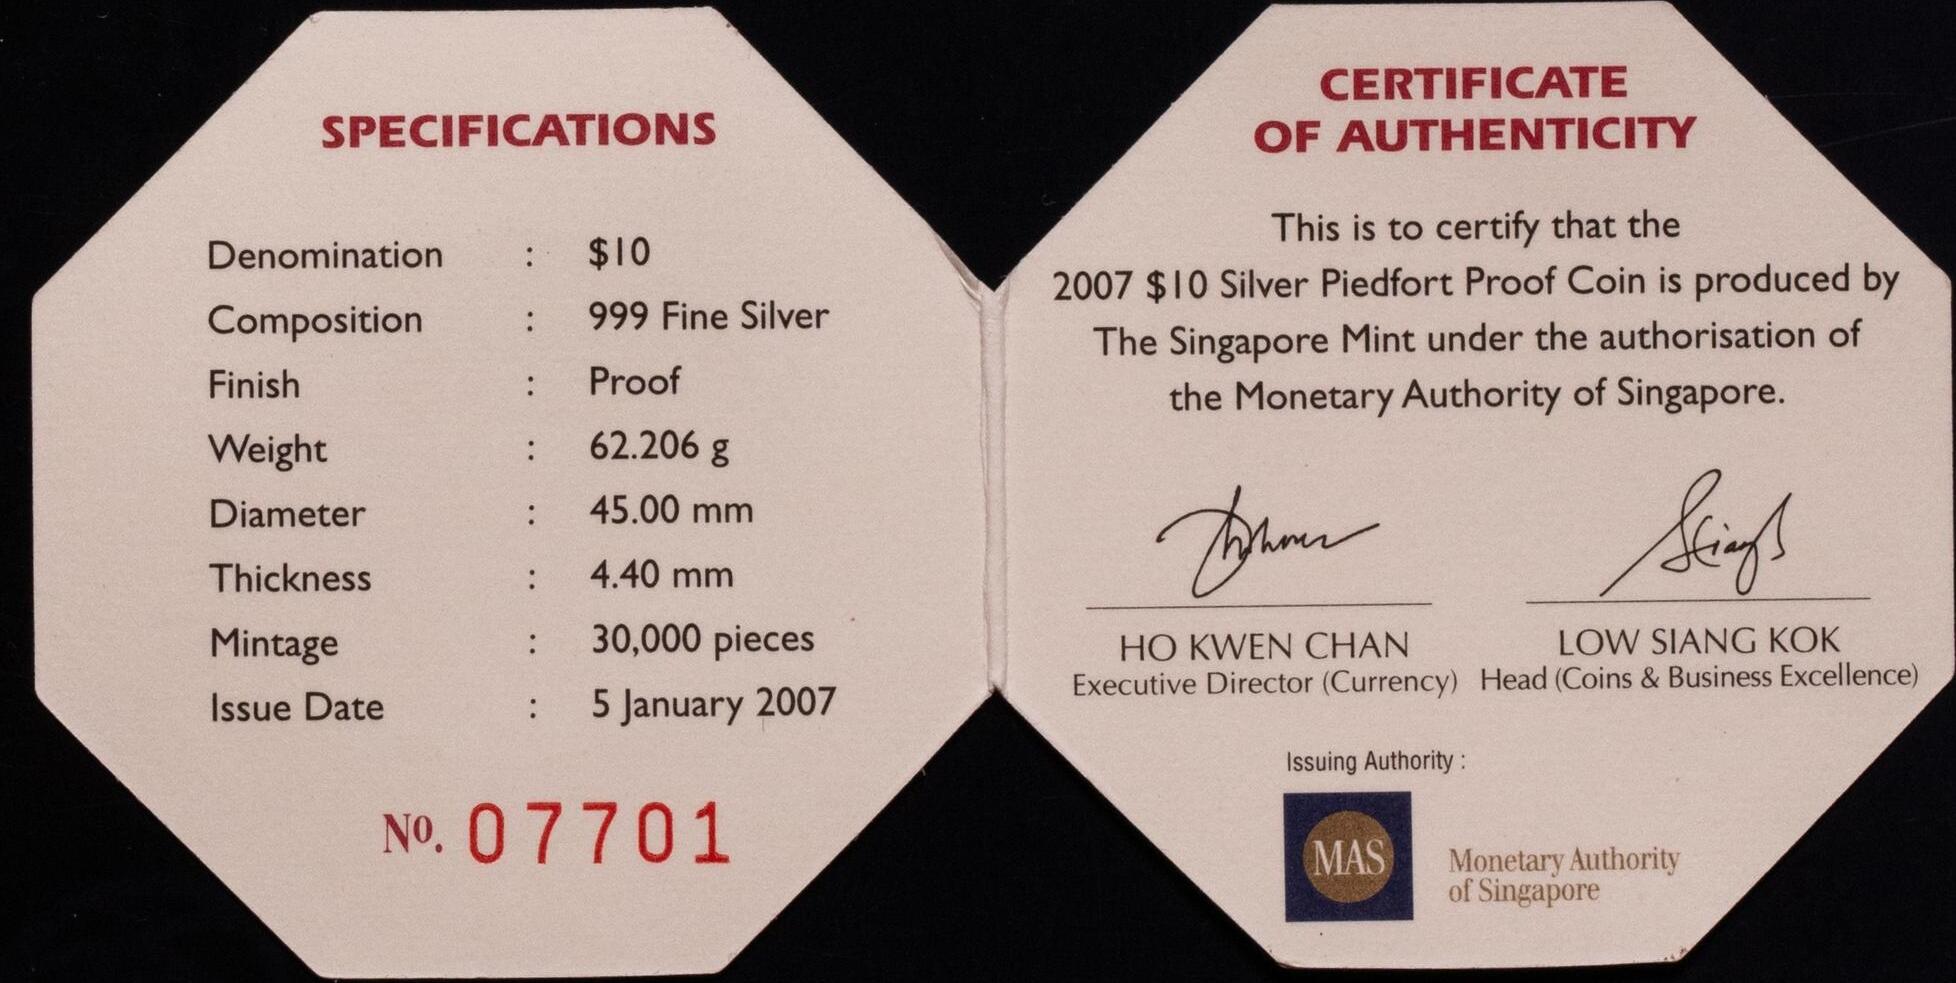 SPECIFICATIONS
Denomination : $10
Composition : 999 Fine Silver
Finish : Proof
Weight : 62.206 g
Diameter : 45.00 mm
Thickness : 4.40 mm
Mintage : 30,000 pieces
Issue Date : 5 January 2007
No. 07701
CERTIFICATE
OF AUTHENTICITY
This is to certify that the
2007 $10 Silver Piedfort Proof Coin is produced by
The Singapore Mint under the authorisation of
the Monetary Authority of Singapore.
HO KWEN CHAN
Executive Director (Currency)
LOW SIANG KOK
Head (Coins & Business Excellence)
Issuing Authority :
MAS
Monetary Authority
of Singapore